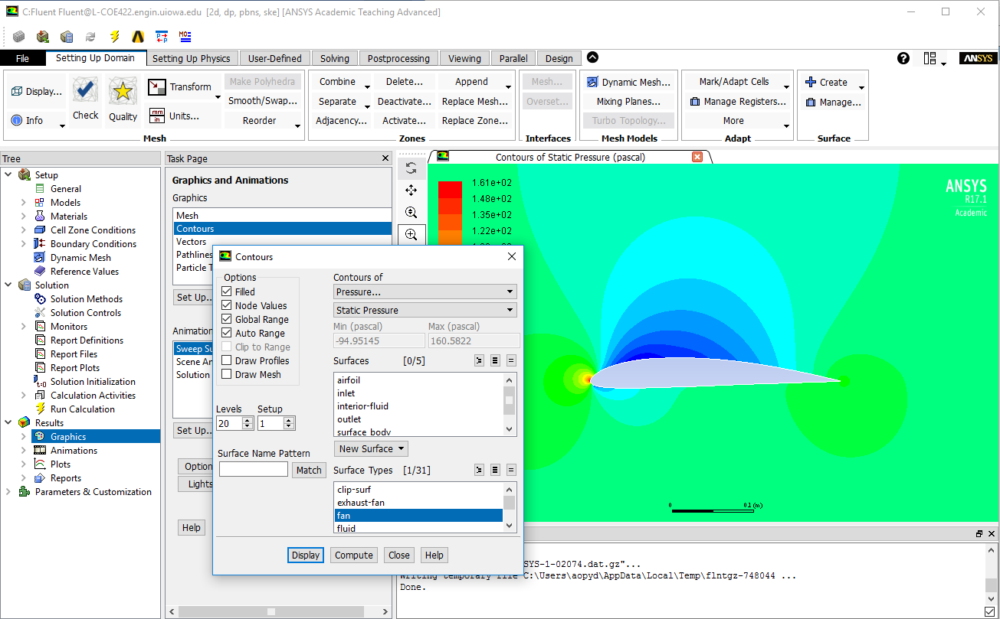 C:Fluent Fluent@L-COE422.engin.uiowa.edu [2d, dp, pbns, ske] [ANSYS Academic Teaching Advanced]
File Setting Up Domain Setting Up Physics User-Defined Solving Postprocessing Viewing Parallel Design ANSYS
Display... Check Quality Transform Make Polyhedra Combine Delete... Append Mesh... Dynamic Mesh... Mark/Adapt Cells Create
Smooth/Swap... Separate Deactivate... Replace Mesh... Overset... Mixing Planes... Manage Registers... Manage...
Info Units... Reorder Adjacency... Activate... Replace Zone... Turbo Topology... More
Mesh Zones Interfaces Mesh Models Adapt Surface
Tree
Setup
General
Models
Materials
Cell Zone Conditions
Boundary Conditions
Dynamic Mesh
Reference Values
Solution
Solution Methods
Solution Controls
Monitors
Report Definitions
Report Files
Report Plots
Solution Initialization
Calculation Activities
Run Calculation
Results
Graphics
Animations
Plots
Reports
Parameters & Customization
Task Page
Graphics and Animations
Graphics
Mesh
Contours
Vectors
Pathlines
Particle T
Set Up..
Animation
Sweep Su
Scene An
Solution
Set Up...
Option
Lights
Help
Contours
Options
Filled
Node Values
Global Range
Auto Range
Clip to Range
Draw Profiles
Draw Mesh
Levels Setup
20 1
Surface Name Pattern
Match
Contours of
Pressure...
Static Pressure
Min (pascal) Max (pascal)
-94.95145 160.5822
Surfaces [0/5]
airfoil
inlet
interior-fluid
outlet
surface_body
New Surface
Surface Types [1/31]
clip-surf
exhaust-fan
fan
fluid
Display Compute Close Help
Contours of Static Pressure (pascal)
1.61e+02
1.48e+02
1.35e+02
1.22e+02
ANSYS
R17.1
Academic
0 0.1 (m)
SYS-1-02074.dat.gz"...
Writing temporary file C:\Users\aopyd\AppData\Local\Temp\flntgz-748044 ...
Done.